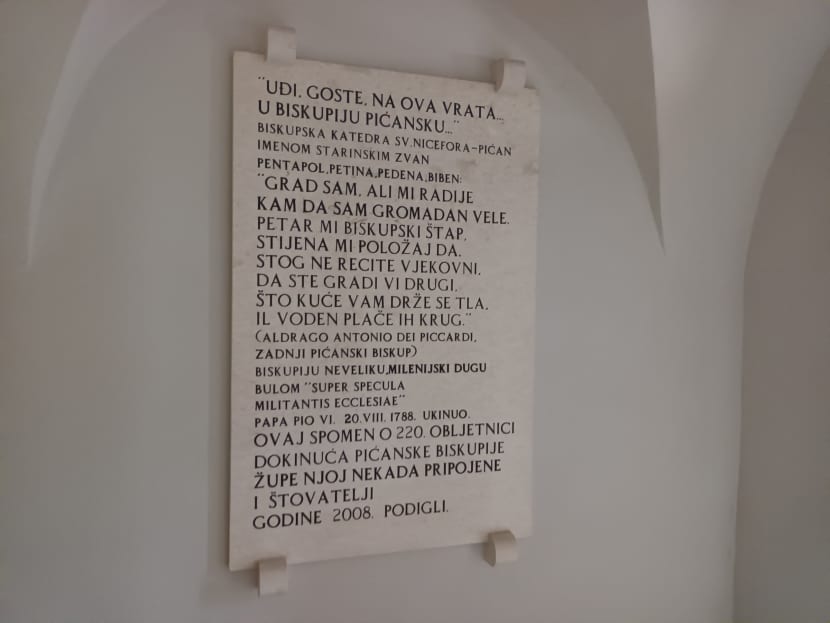 "UĐI, GOSTE, NA OVA VRATA...
U BISKUPIJU PIĆANSKU..."
BISKUPSKA KATEDRA SV.NICEFORA-PIĆAN
IMENOM STARINSKIM ZVAN
PENTAPOL,PETINA,PEDENA,BIBEN:
"GRAD SAM, ALI MI RADIJE
KAM DA SAM GROMADAN VELE.
PETAR MI BISKUPSKI ŠTAP,
STIJENA MI POLOŽAJ DA.
STOG NE RECITE VJEKOVNI,
DA STE GRADI VI DRUGI,
ŠTO KUĆE VAM DRŽE SE TLA,
IL VODEN PLAČE IH KRUG."
(ALDRAGO ANTONIO DEI PICCARDI,
ZADNJI PIĆANSKI BISKUP)
BISKUPIJU NEVELIKU,MILENIJSKI DUGU
BULOM "SUPER SPECULA
MILITANTIS ECCLESIAE"
PAPA PIO VI. 20.VIII. 1788. UKINUO.
OVAJ SPOMEN O 220. OBLJETNICI
DOKINUĆA PIĆANSKE BISKUPIJE
ŽUPE NJOJ NEKADA PRIPOJENE
I ŠTOVATELJI
GODINE 2008. PODIGLI.